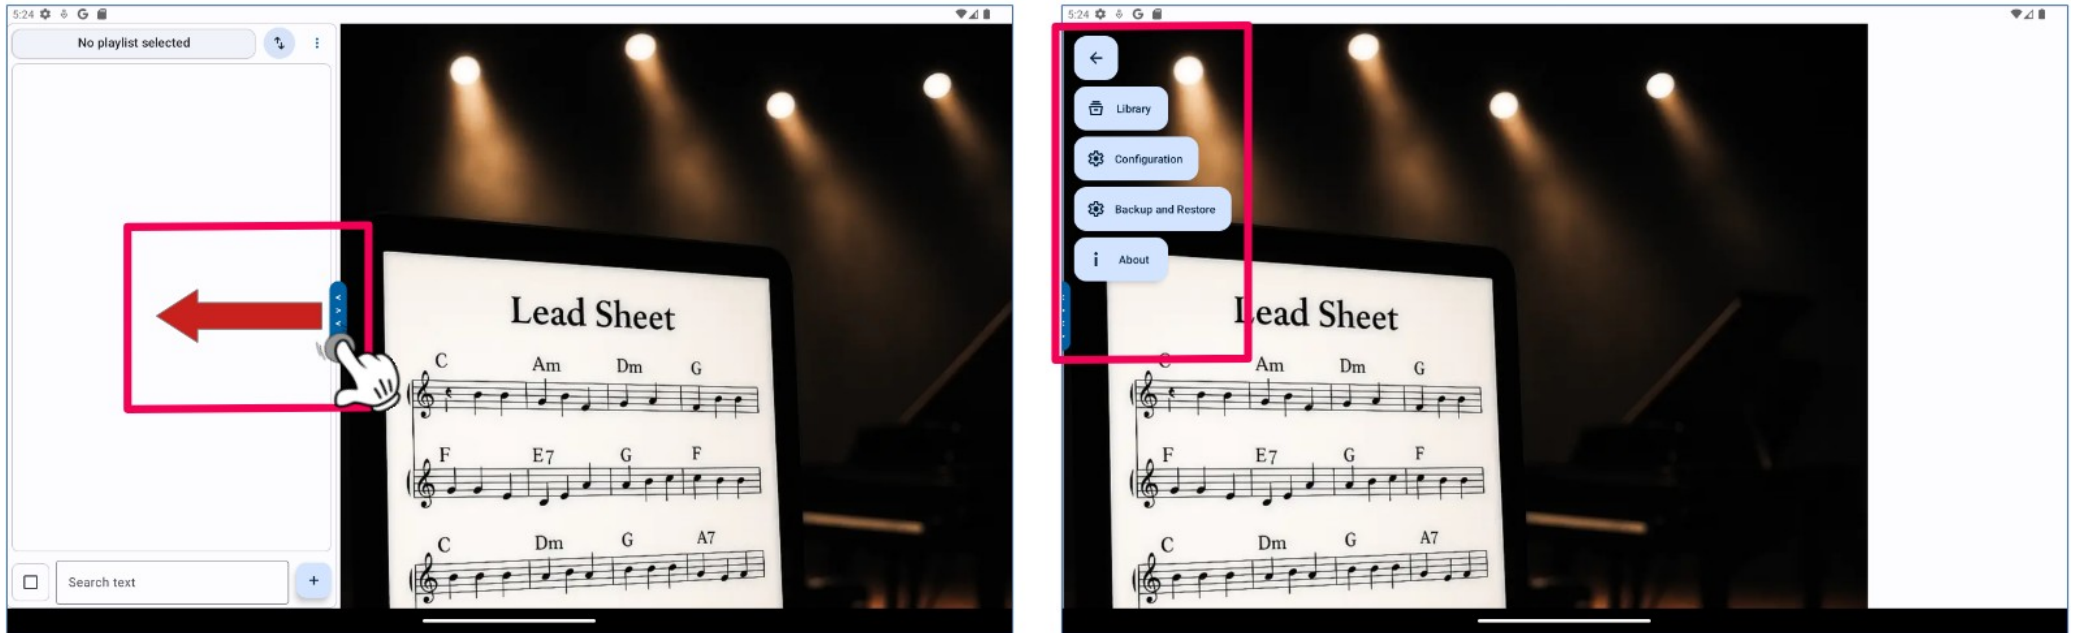 5:24 G
No playlist selected
Lead Sheet
C Am Dm G
F E7 G F
C Dm G A7
Search text
+
5:24 G
Library
Configuration
Backup and Restore
About
Lead Sheet
C Am Dm G
F E7 G F
C Dm G A7